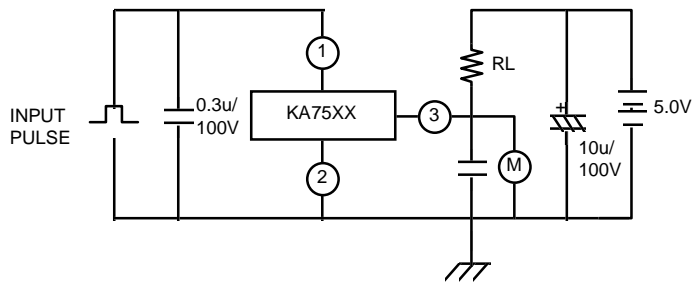 1
RL
INPUT
PULSE
0.3u/
100V
KA75XX
3
+
5.0V
10u/
100V
M
2